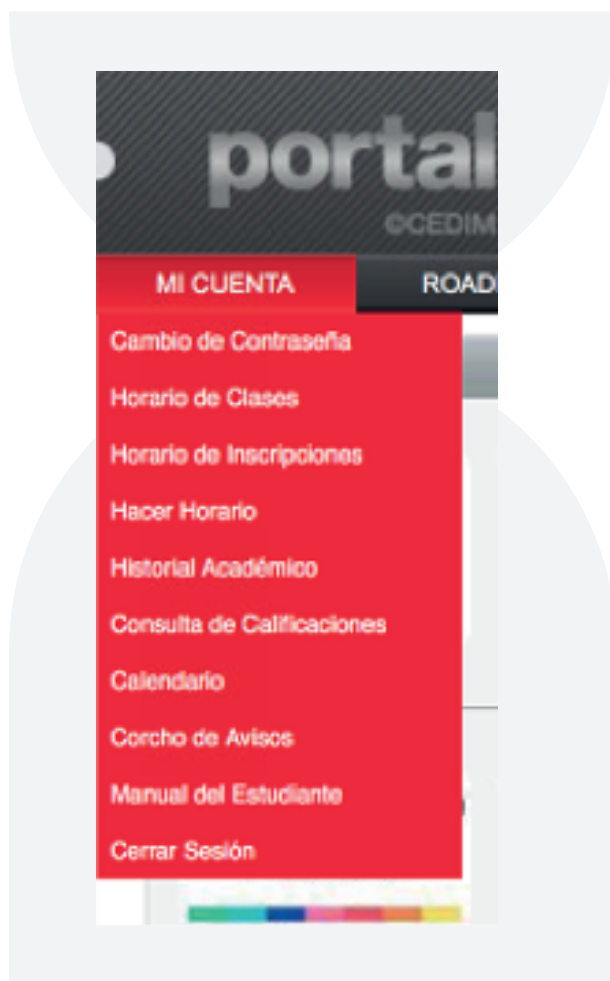 portal
©CEDIM
MI CUENTA
Cambio de Contraseña
Horario de Clases
Horario de Inscripciones
Hacer Horario
Historial Académico
Consulta de Calificaciones
Calendario
Corcho de Avisos
Manual del Estudiante
Cerrar Sesión